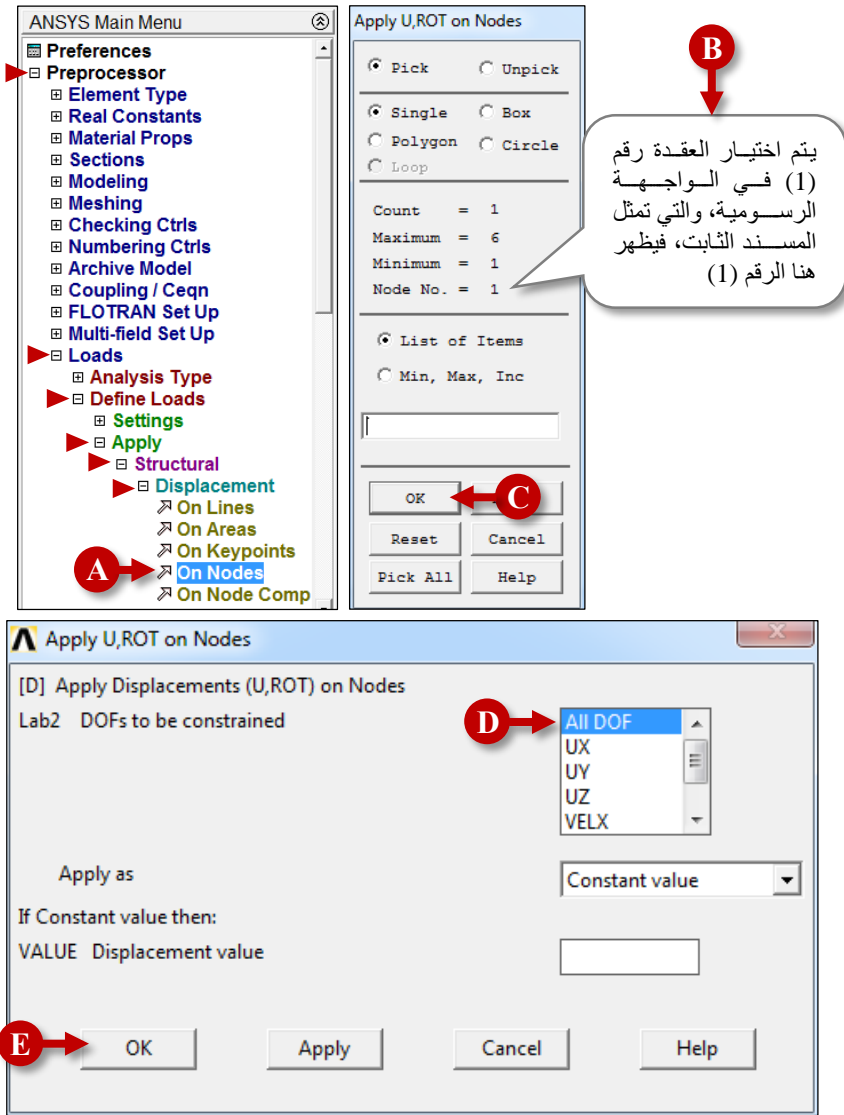 ANSYS Main Menu
Preferences
Preprocessor
Element Type
Real Constants
Material Props
Sections
Modeling
Meshing
Checking Ctrls
Numbering Ctrls
Archive Model
Coupling / Ceqn
FLOTRAN Set Up
Multi-field Set Up
Loads
Analysis Type
Define Loads
Settings
Apply
Structural
Displacement
On Lines
On Areas
On Keypoints
A On Nodes
On Node Comp
Apply U,ROT on Nodes
Pick Unpick
Single Box
Polygon Circle
Loop
Count = 1
Maximum = 6
Minimum = 1
Node No. = 1
List of Items
Min, Max, Inc
OK C
Reset Cancel
Pick All Help
B
يتم اختيار العقدة رقم
(1) في الواجهة
الرسومية، والتي تمثل
المسند الثابت، فيظهر
هنا الرقم (1)
Apply U,ROT on Nodes
[D] Apply Displacements (U,ROT) on Nodes
Lab2 DOFs to be constrained D All DOF
UX
UY
UZ
VELX
Apply as Constant value
If Constant value then:
VALUE Displacement value
E OK Apply Cancel Help